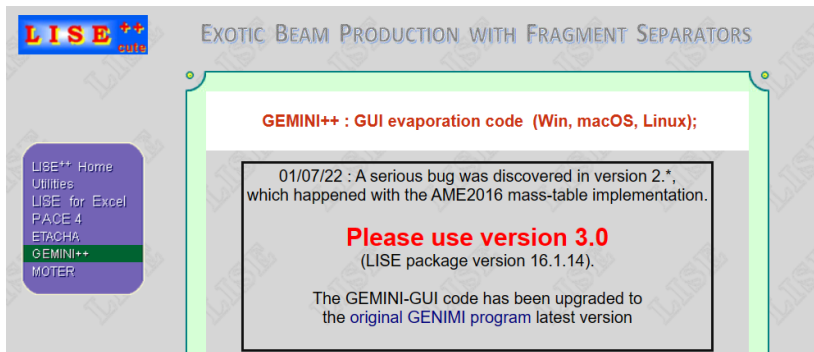 LISE++
cute
EXOTIC BEAM PRODUCTION WITH FRAGMENT SEPARATORS
GEMINI++ : GUI evaporation code (Win, macOS, Linux);
LISE++ Home
Utilities
LISE for Excel
PACE 4
ETACHA
GEMINI++
MOTER
01/07/22 : A serious bug was discovered in version 2.*,
which happened with the AME2016 mass-table implementation.
Please use version 3.0
(LISE package version 16.1.14).
The GEMINI-GUI code has been upgraded to
the original GENIMI program latest version